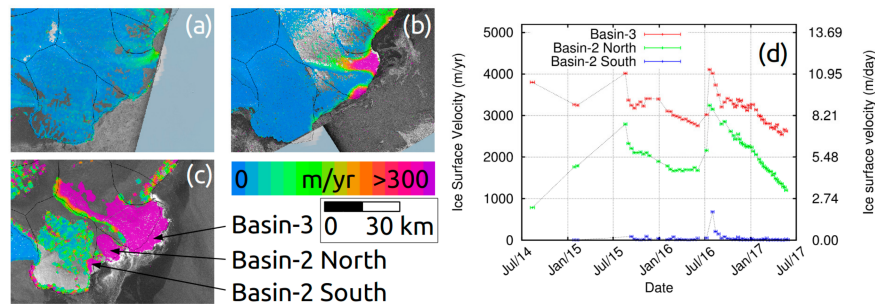 (a)
(b)
(c)
0 m/yr >300
0 30 km
Basin-3
Basin-2 North
Basin-2 South
(d)
Basin-3
Basin-2 North
Basin-2 South
Ice Surface Velocity (m/yr)
5000
4000
3000
2000
1000
0
Ice surface velocity (m/day)
13.69
10.95
8.21
5.48
2.74
0.00
Jul/14
Jan/15
Jul/15
Jan/16
Jul/16
Jan/17
Jul/17
Date